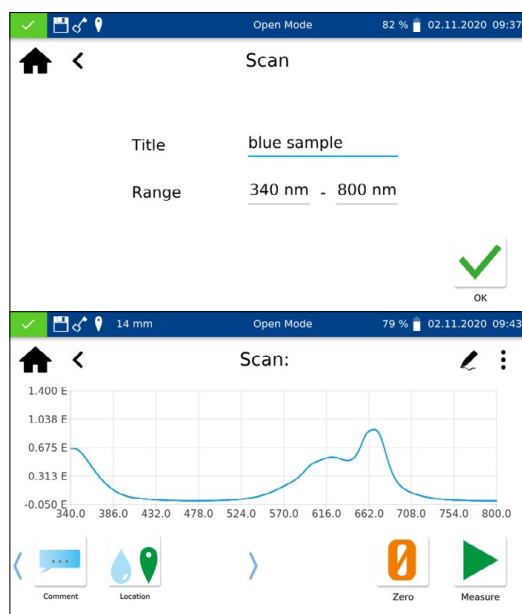 Open Mode 82 % 02.11.2020 09:37
Scan
Title blue sample
Range 340 nm - 800 nm
OK
14 mm Open Mode 79 % 02.11.2020 09:43
Scan:
1.400 E
1.038 E
0.675 E
0.313 E
-0.050 E
340.0 386.0 432.0 478.0 524.0 570.0 616.0 662.0 708.0 754.0 800.0
0
Comment Location Zero Measure